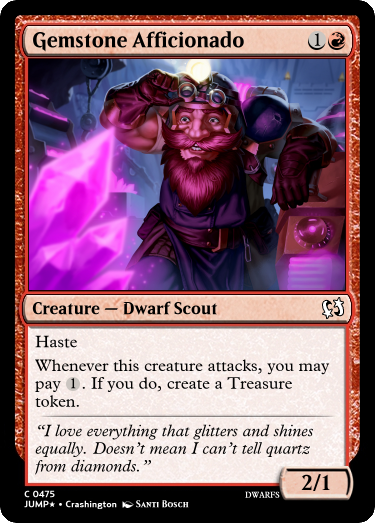 Gemstone Afficionado 1
Creature — Dwarf Scout
Haste
Whenever this creature attacks, you may
pay 1. If you do, create a Treasure
token.
“I love everything that glitters and shines
equally. Doesn't mean I can't tell quartz
from diamonds.”
2/1
C 0475
JUMP★ • Crashington Santi Bosch
DWARFS